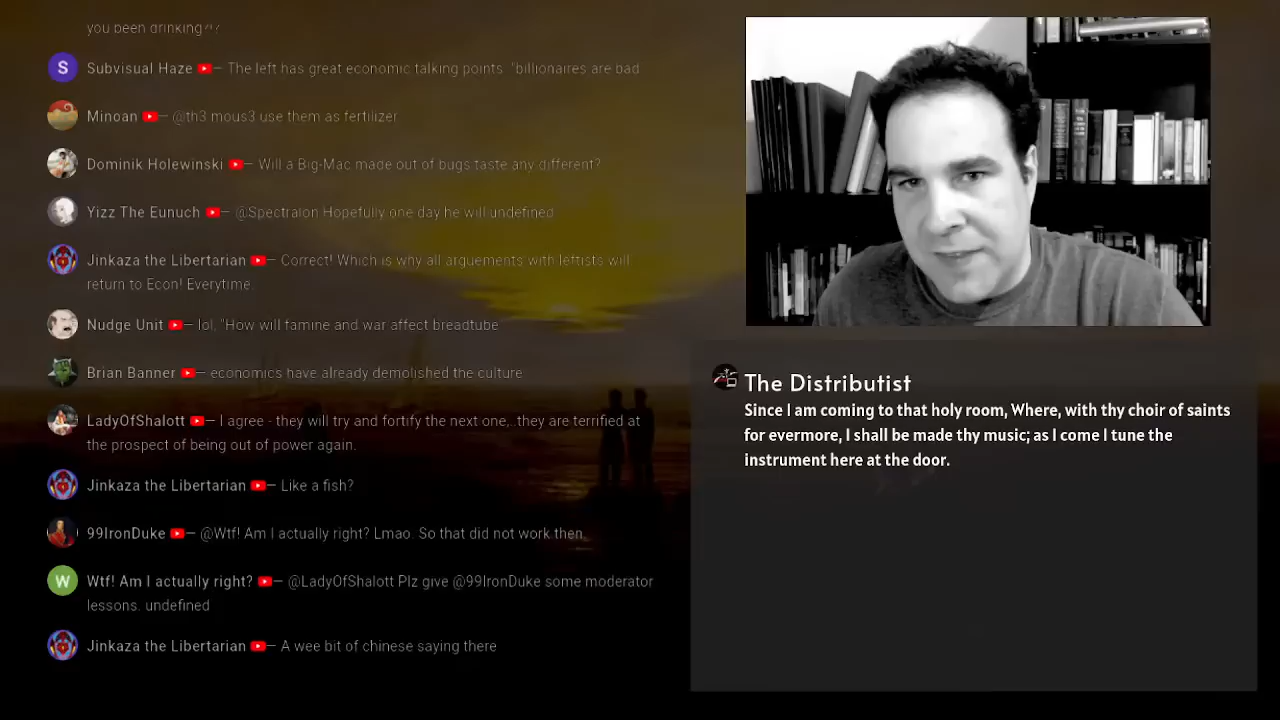 you been drinking?!?
S
Subvisual Haze — The left has great economic talking points. "billionaires are bad
Minoan — @th3 mous3 use them as fertilizer
Dominik Holewinski — Will a Big-Mac made out of bugs taste any different?
Yizz The Eunuch — @Spectralon Hopefully one day he will undefined
Jinkaza the Libertarian — Correct! Which is why all arguements with leftists will
return to Econ! Everytime.
Nudge Unit — lol, "How will famine and war affect breadtube
Brian Banner — economics have already demolished the culture
LadyOfShalott — I agree - they will try and fortify the next one,..they are terrified at
the prospect of being out of power again.
Jinkaza the Libertarian — Like a fish?
99IronDuke — @Wtf! Am I actually right? Lmao. So that did not work then.
W
Wtf! Am I actually right? — @LadyOfShalott Plz give @99IronDuke some moderator
lessons. undefined
Jinkaza the Libertarian — A wee bit of chinese saying there
The Distributist
Since I am coming to that holy room, Where, with thy choir of saints
for evermore, I shall be made thy music; as I come I tune the
instrument here at the door.